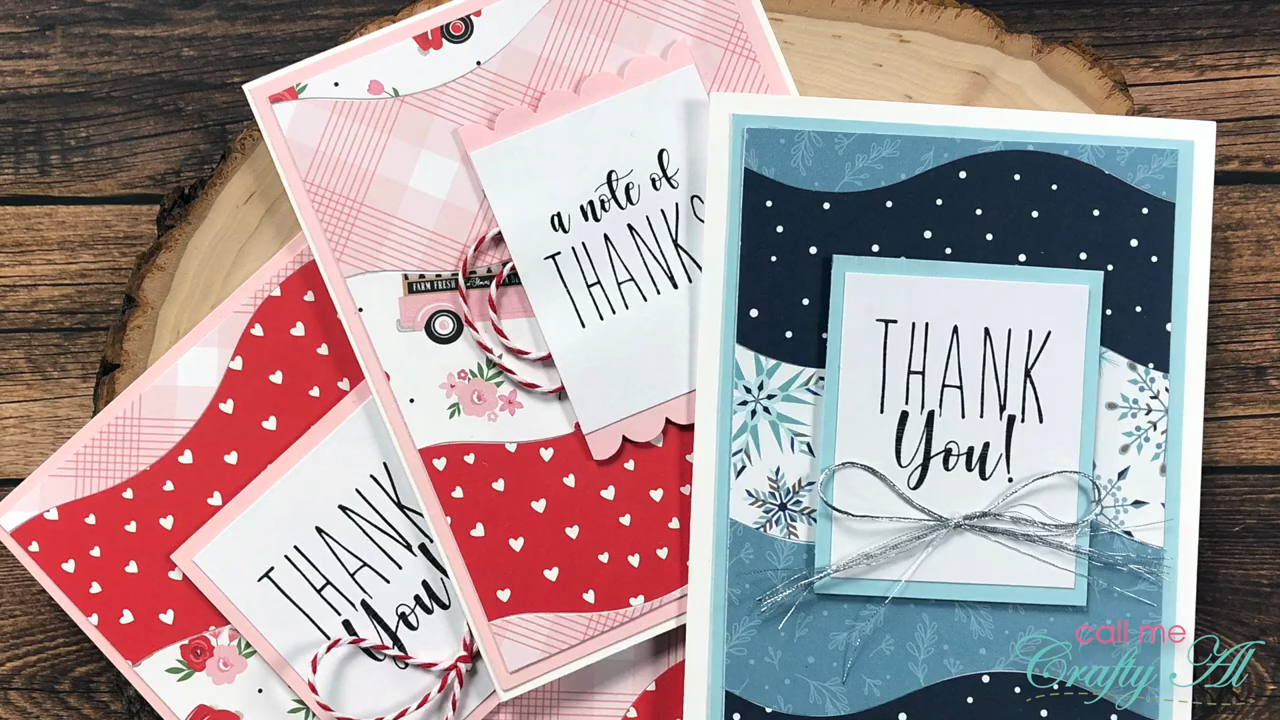 a note of
THANKS
FARM FRESH
THANK
You!
THANK
You!
call me
Crafty Al